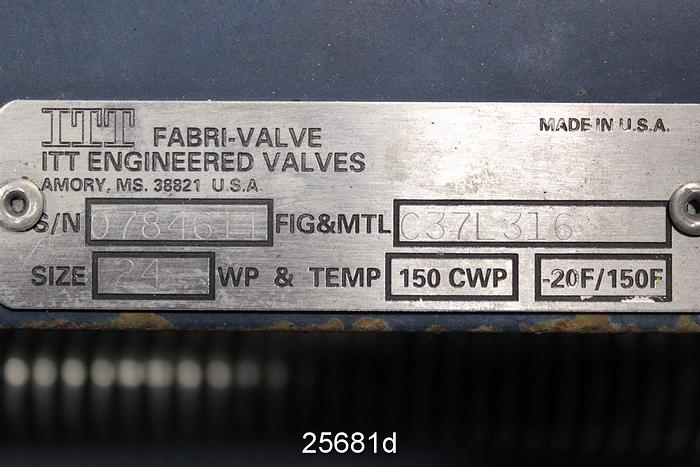 ITT FABRI-VALVE
MADE IN U.S.A.
ITT ENGINEERED VALVES
AMORY, MS. 38821 U.S.A
S/N 0784611 FIG&MTL C37L316
SIZE 24 WP & TEMP 150 CWP -20F/150F
25681d